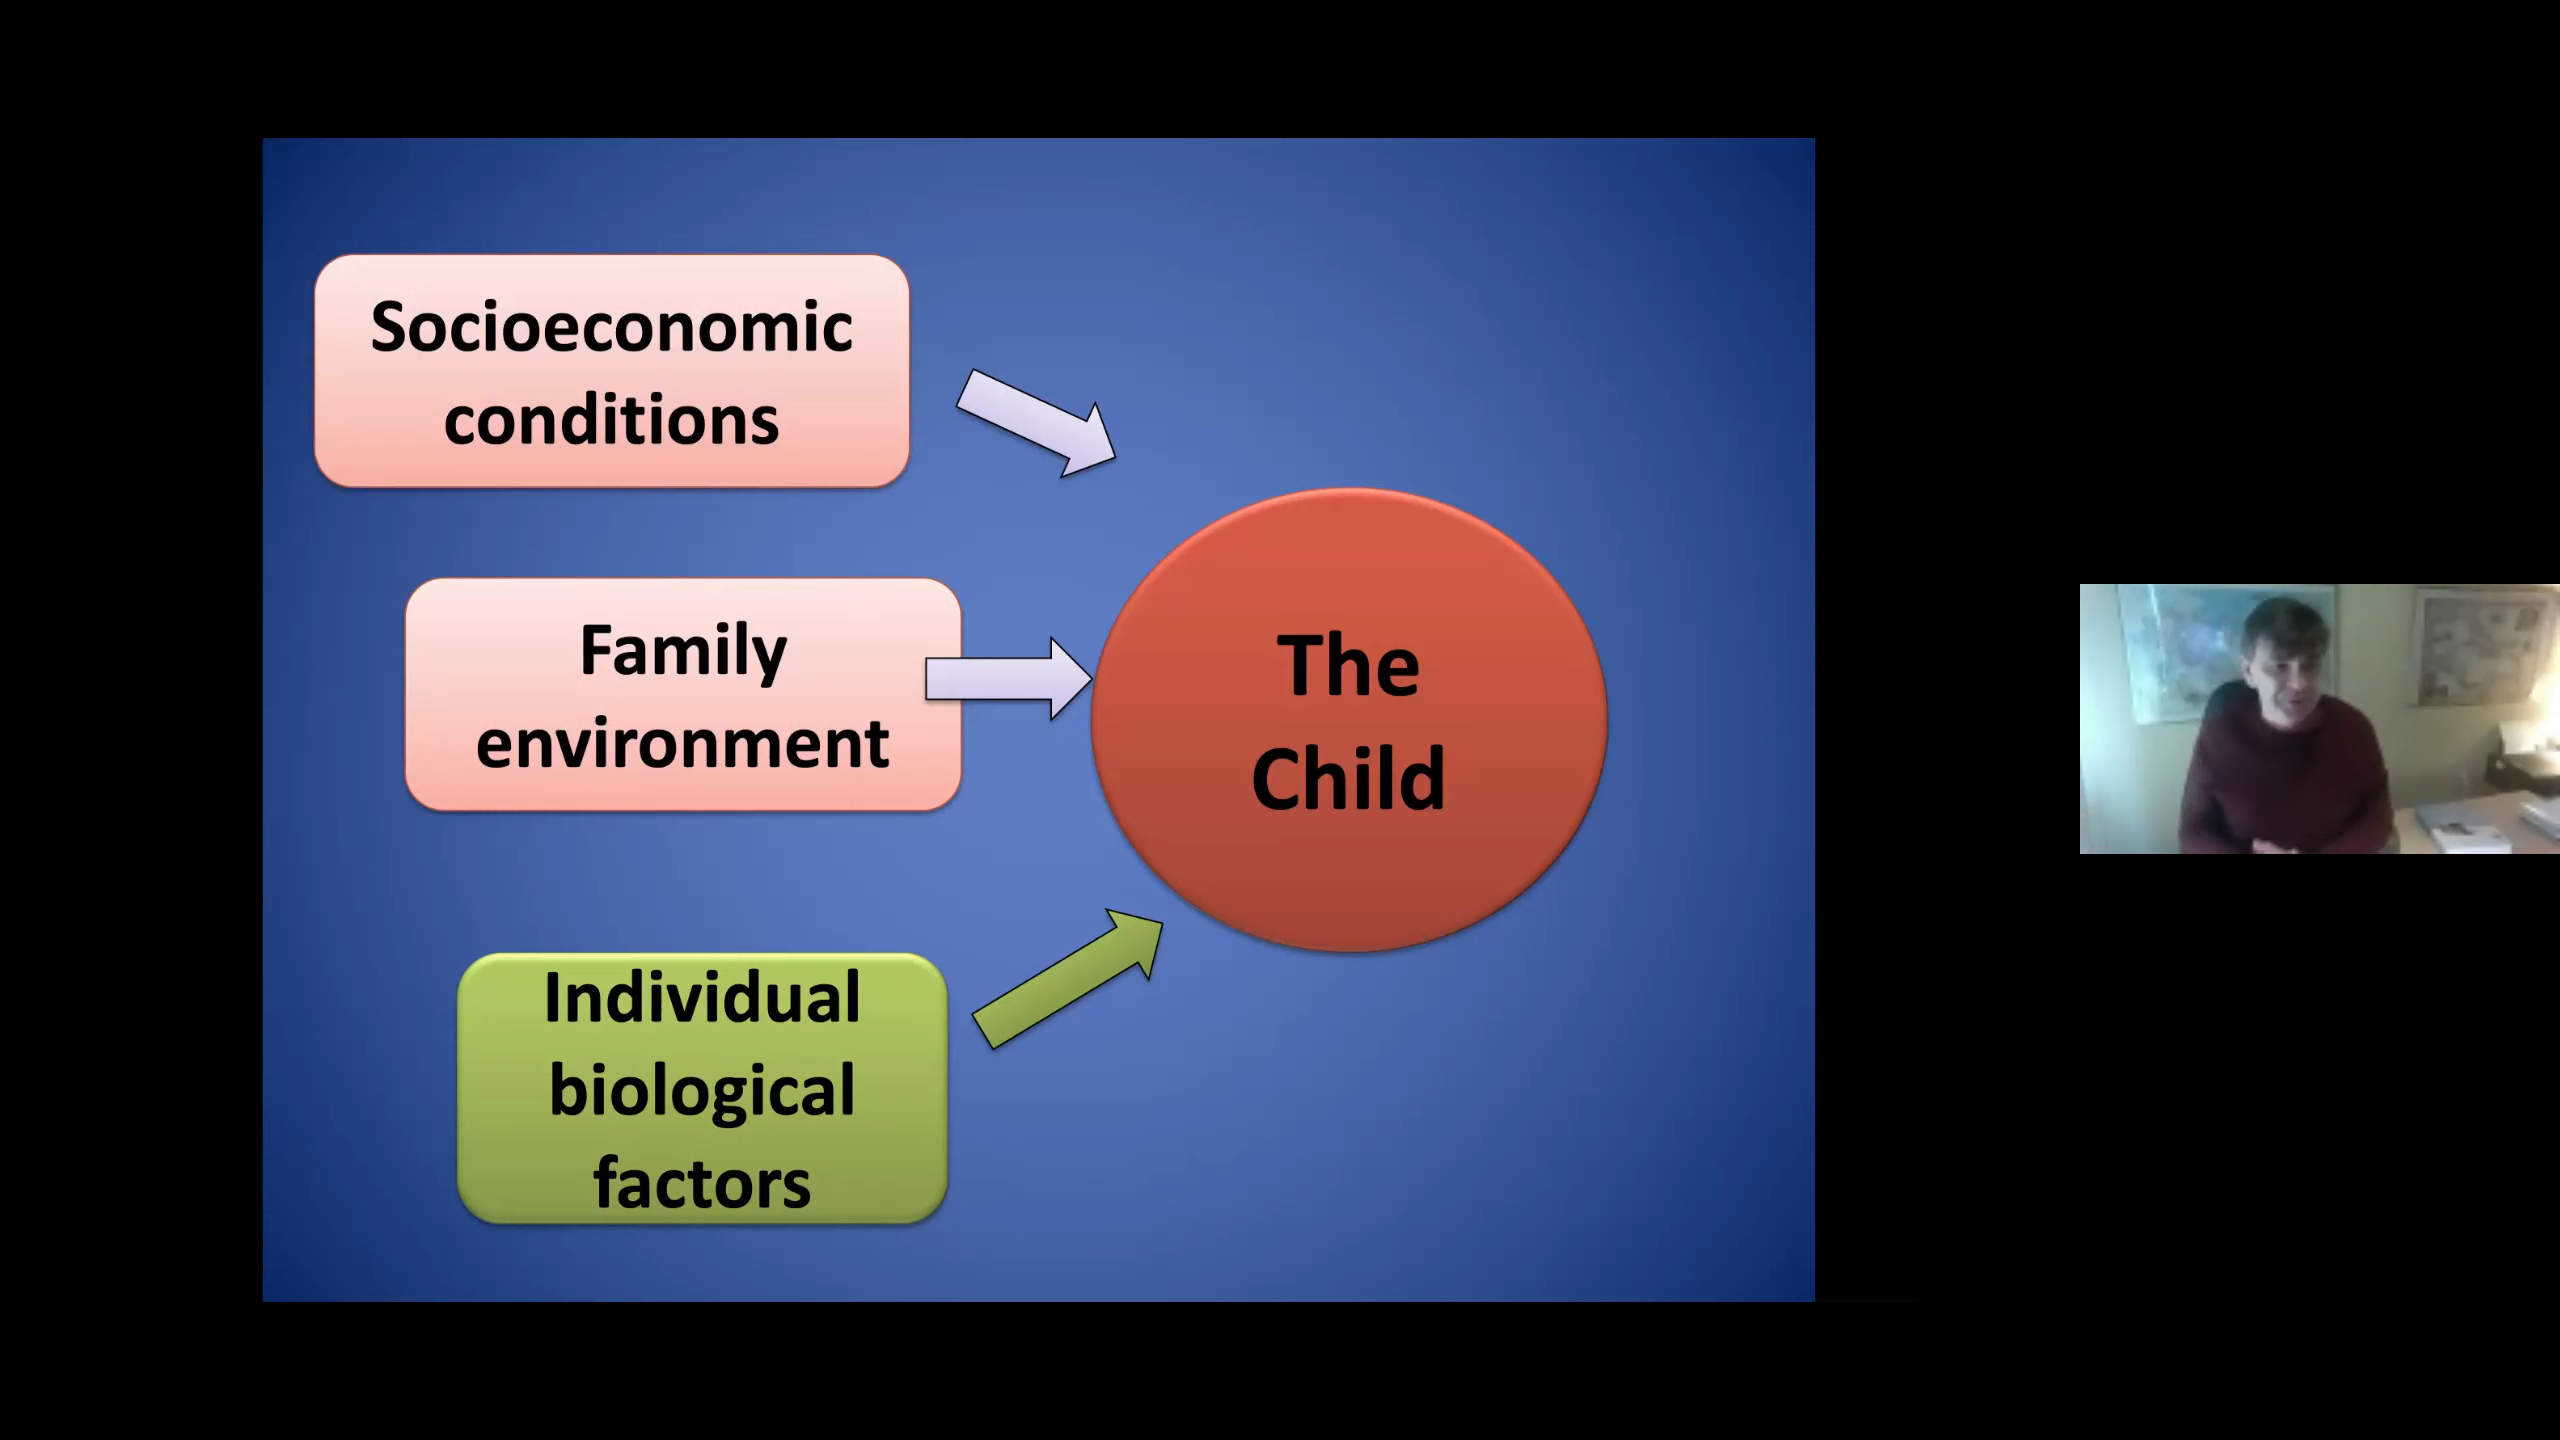 Socioeconomic
conditions
Family
environment
The
Child
Individual
biological
factors